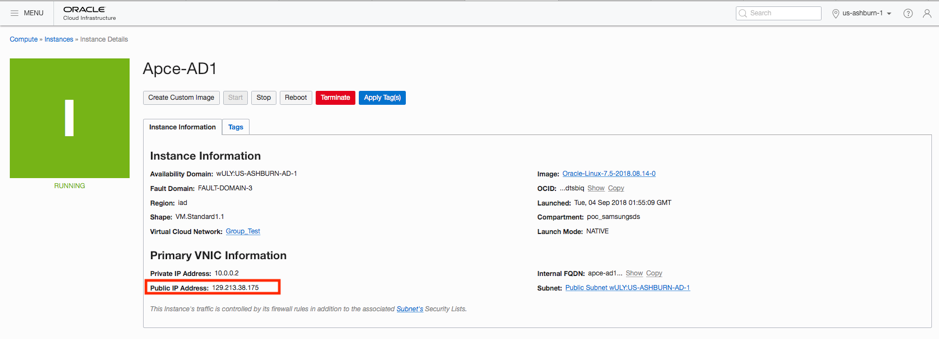 MENU
ORACLE
Cloud Infrastructure
Search
us-ashburn-1
Compute » Instances » Instance Details
Apce-AD1
Create Custom Image Start Stop Reboot Terminate Apply Tag(s)
Instance Information Tags
RUNNING
Instance Information
Availability Domain: wULY:US-ASHBURN-AD-1
Fault Domain: FAULT-DOMAIN-3
Region: iad
Shape: VM.Standard1.1
Virtual Cloud Network: Group_Test
Image: Oracle-Linux-7.5-2018.08.14-0
OCID: ...dtsbiq Show Copy
Launched: Tue, 04 Sep 2018 01:55:09 GMT
Compartment: poc_samsungsds
Launch Mode: NATIVE
Primary VNIC Information
Private IP Address: 10.0.0.2
Public IP Address: 129.213.38.175
Internal FQDN: apce-ad1... Show Copy
Subnet: Public Subnet wULY:US-ASHBURN-AD-1
This Instance's traffic is controlled by its firewall rules in addition to the associated Subnet's Security Lists.